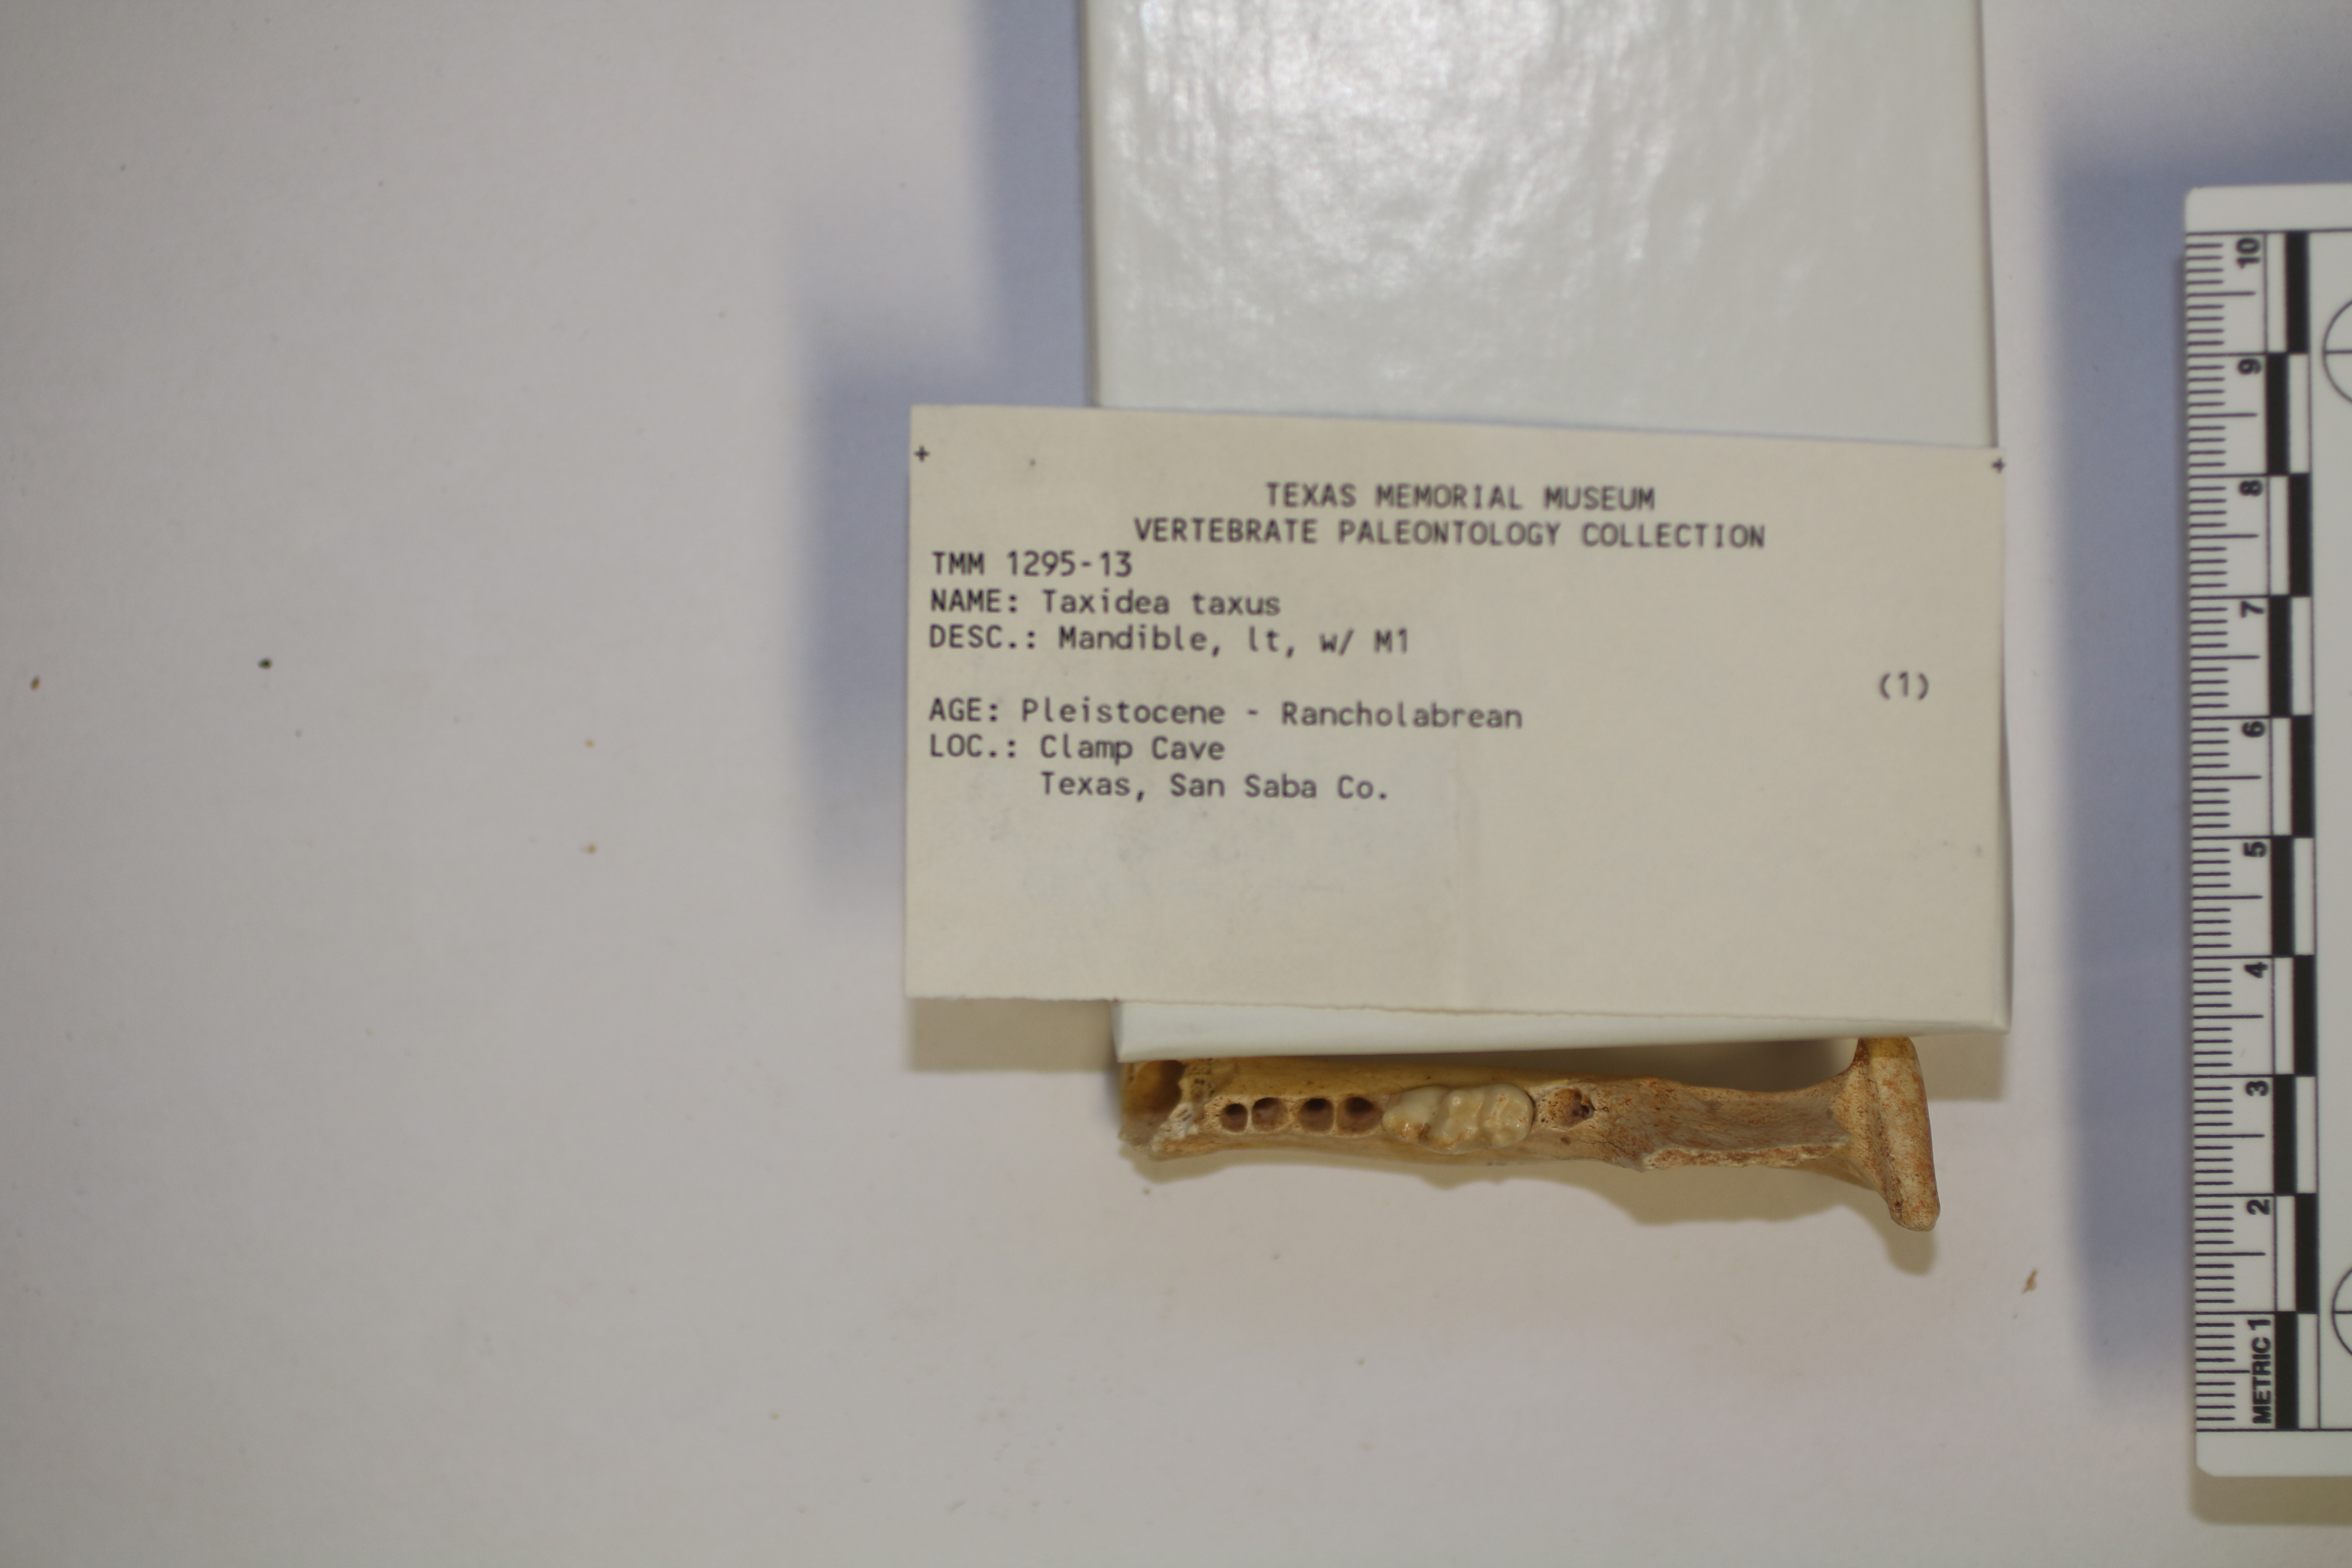 + +
TEXAS MEMORIAL MUSEUM
VERTEBRATE PALEONTOLOGY COLLECTION
TMM 1295-13
NAME: Taxidea taxus
DESC.: Mandible, lt, w/ M1
(1)
AGE: Pleistocene - Rancholabrean
LOC.: Clamp Cave
Texas, San Saba Co.
METRIC 1 2 3 4 5 6 7 8 9 10